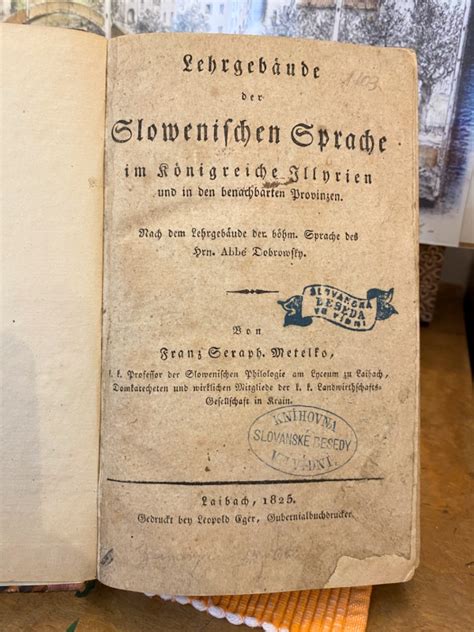 Lehrgebäude
der
Slowenischen Sprache
im Königreiche Illyrien
und in den benachbarten Provinzen.
Nach dem Lehrgebäude der böhm. Sprache des
Hrn. Abbé Dobrowsky.
SLOVANSKA
BESEDA
ve Vídni
Von
Franz Seraph. Metelko,
k. k. Professor der Slowenischen Philologie am Lyceum zu Laibach,
Domkatecheten und wirklichen Mitgliede der k. k. Landwirthschafts-
Gesellschaft in Krain.
KNÍHOVNA
SLOVANSKÉ BESEDY
VE VÍDNI.
Laibach, 1825.
Gedruckt bey Leopold Eger, Gubernialbuchdrucker.